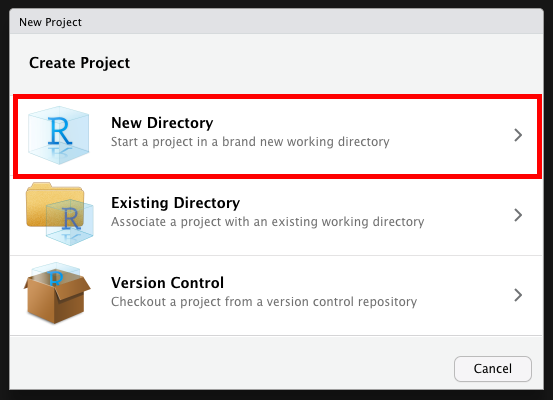 New Project
Create Project
R
New Directory
Start a project in a brand new working directory
R
Existing Directory
Associate a project with an existing working directory
R
Version Control
Checkout a project from a version control repository
Cancel